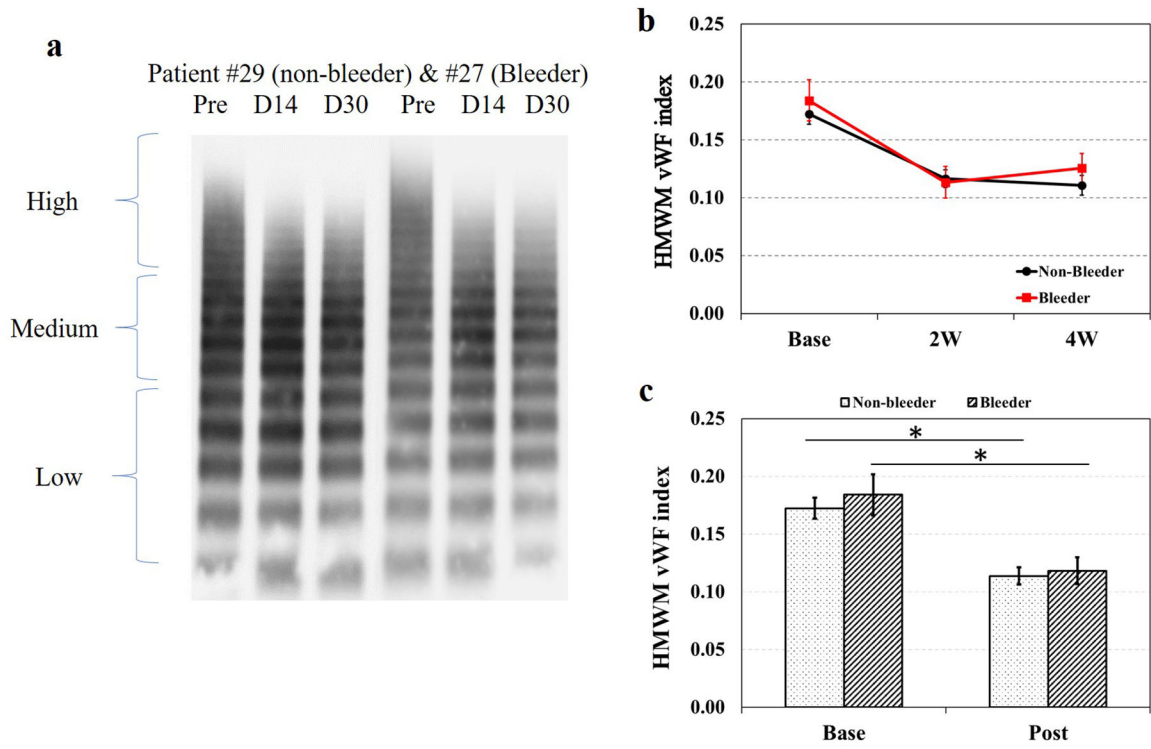 a
Patient #29 (non-bleeder) & #27 (Bleeder)
Pre D14 D30 Pre D14 D30
High
Medium
Low
b
HMWM vWF index
0.25
0.20
0.15
0.10
0.05
0.00
Non-Bleeder
Bleeder
Base 2W 4W
c
Non-bleeder Bleeder
HMWM vWF index
0.25
0.20
0.15
0.10
0.05
0.00
*
*
Base Post